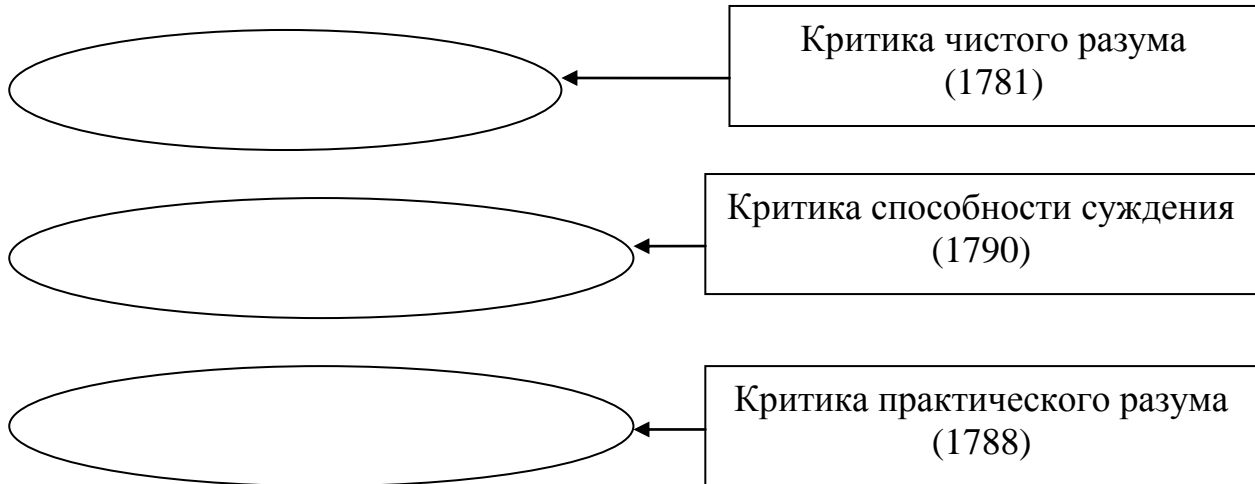 Критика чистого разума
(1781)
Критика способности суждения
(1790)
Критика практического разума
(1788)